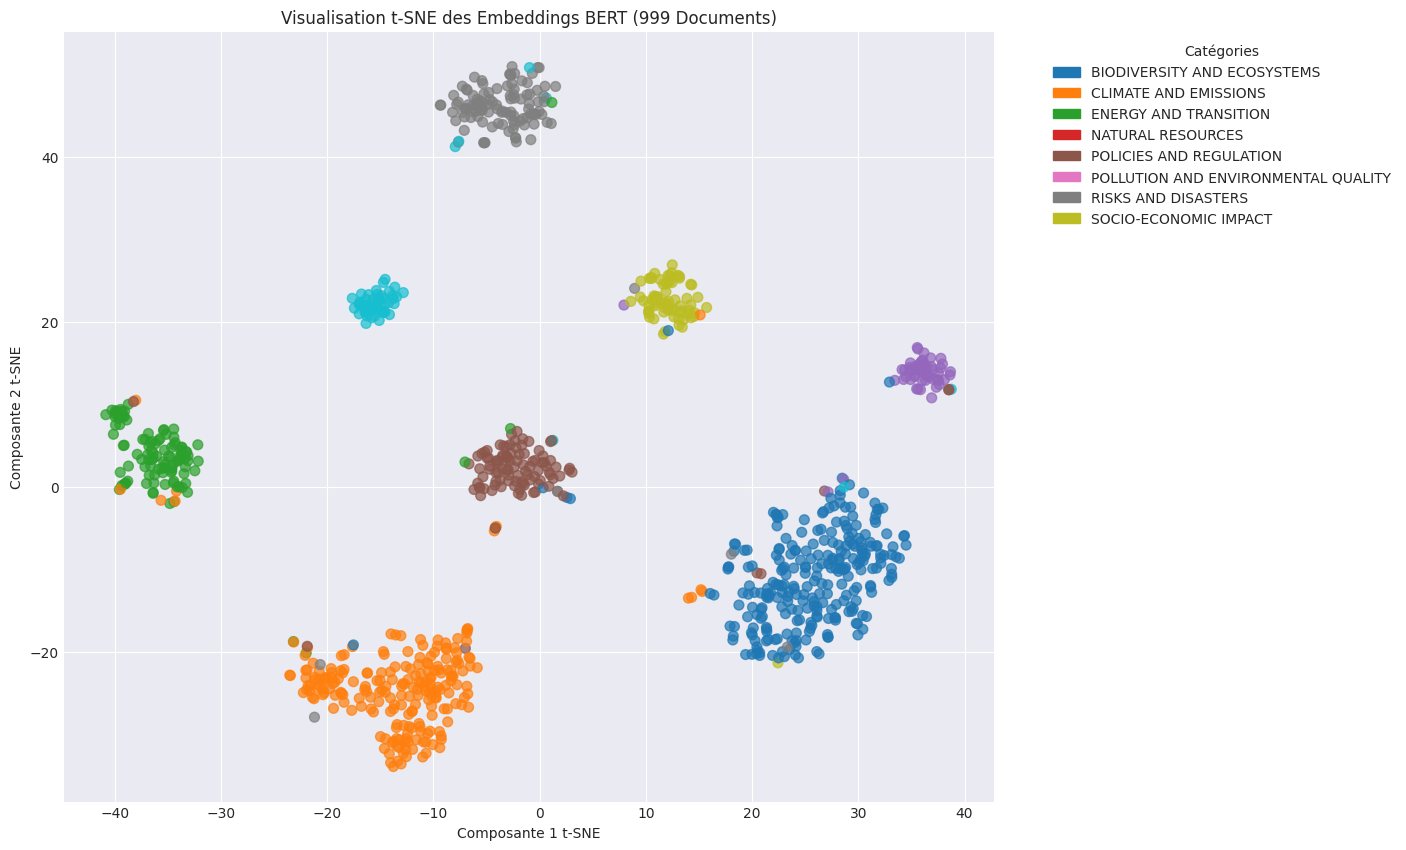 Visualisation t-SNE des Embeddings BERT (999 Documents)
Catégories
BIODIVERSITY AND ECOSYSTEMS
CLIMATE AND EMISSIONS
ENERGY AND TRANSITION
NATURAL RESOURCES
POLICIES AND REGULATION
POLLUTION AND ENVIRONMENTAL QUALITY
RISKS AND DISASTERS
SOCIO-ECONOMIC IMPACT
Composante 2 t-SNE
40
20
0
−20
−40 −30 −20 −10 0 10 20 30 40
Composante 1 t-SNE